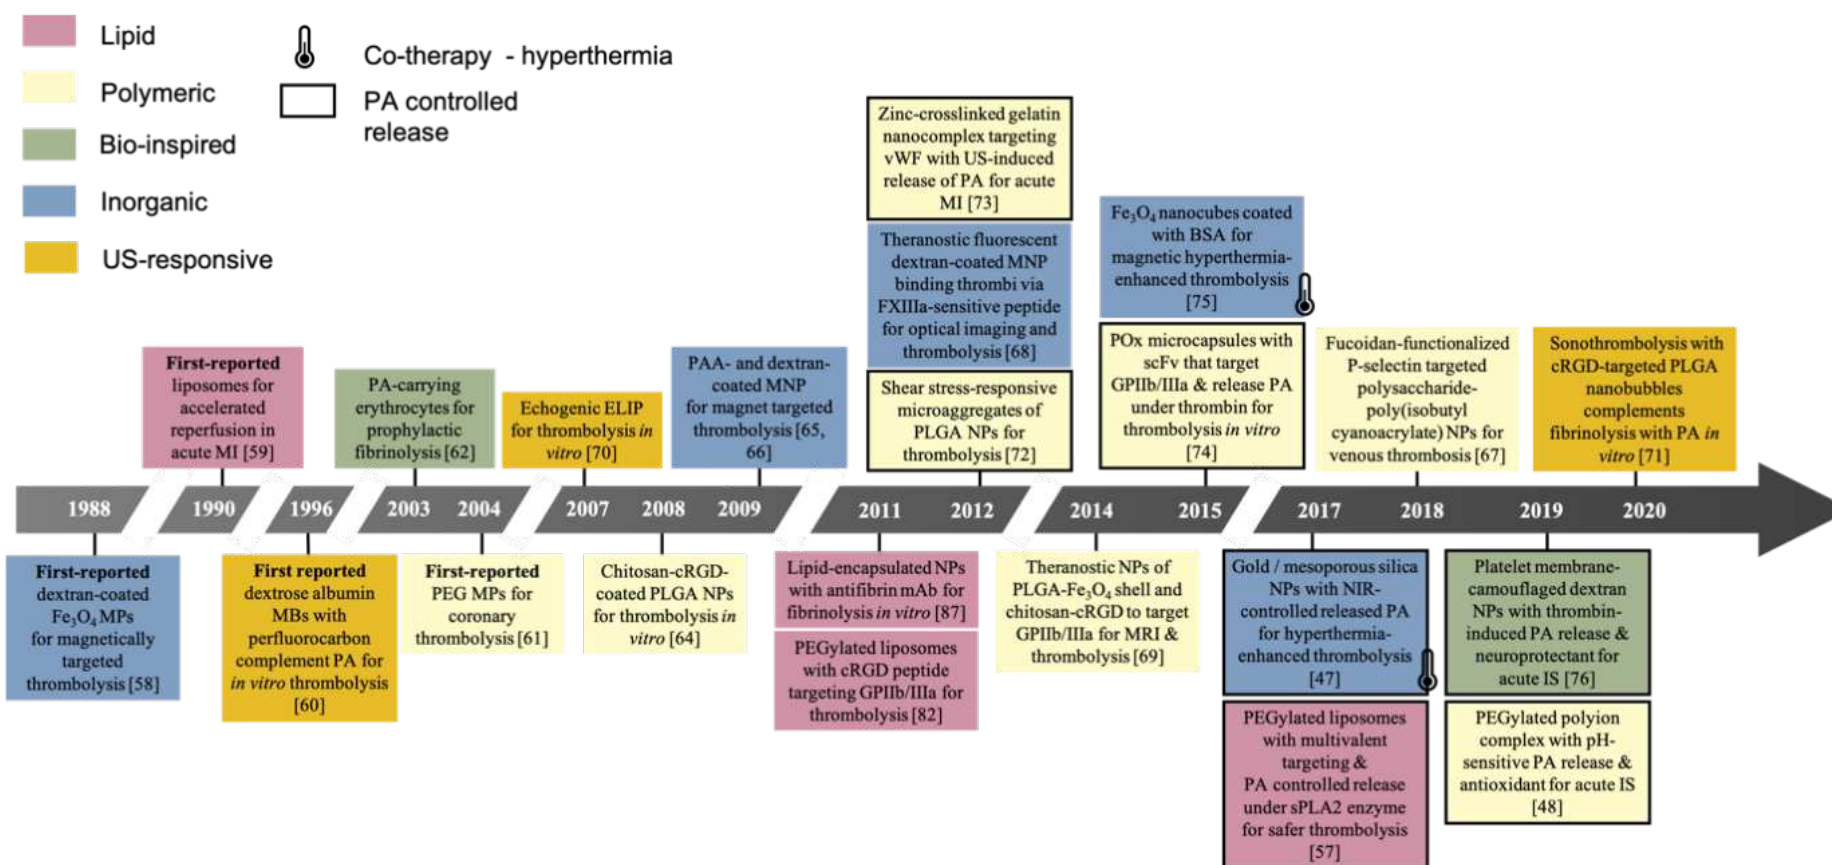 Lipid
Polymeric
Bio-inspired
Inorganic
US-responsive
Co-therapy - hyperthermia
PA controlled
release
First-reported
liposomes for
accelerated
reperfusion in
acute MI [59]
PA-carrying
erythrocytes for
prophylactic
fibrinolysis [62]
Echogenic ELIP
for thrombolysis in
vitro [70]
PAA- and dextran-
coated MNP
for magnet targeted
thrombolysis [65,
66]
Zinc-crosslinked gelatin
nanocomplex targeting
vWF with US-induced
release of PA for acute
MI [73]
Theranostic fluorescent
dextran-coated MNP
binding thrombi via
FXIIIa-sensitive peptide
for optical imaging and
thrombolysis [68]
Shear stress-responsive
microaggregates of
PLGA NPs for
thrombolysis [72]
Fe₃O₄ nanocubes coated
with BSA for
magnetic hyperthermia-
enhanced thrombolysis
[75]
POx microcapsules with
scFv that target
GPIIb/IIIa & release PA
under thrombin for
thrombolysis in vitro
[74]
Fucoidan-functionalized
P-selectin targeted
polysaccharide-
poly(isobutyl
cyanoacrylate) NPs for
venous thrombosis [67]
Sonothrombolysis with
cRGD-targeted PLGA
nanobubbles
complements
fibrinolysis with PA in
vitro [71]
1988 1990 1996 2003 2004 2007 2008 2009 2011 2012 2014 2015 2017 2018 2019 2020
First-reported
dextran-coated
Fe₃O₄ MPs
for magnetically
targeted
thrombolysis [58]
First reported
dextrose albumin
MBs with
perfluorocarbon
complement PA for
in vitro thrombolysis
[60]
First-reported
PEG MPs for
coronary
thrombolysis [61]
Chitosan-cRGD-
coated PLGA NPs
for thrombolysis in
vitro [64]
Lipid-encapsulated NPs
with antifibrin mAb for
fibrinolysis in vitro [87]
PEGylated liposomes
with cRGD peptide
targeting GPIIb/IIIa for
thrombolysis [82]
Theranostic NPs of
PLGA-Fe₃O₄ shell and
chitosan-cRGD to target
GPIIb/IIIa for MRI &
thrombolysis [69]
Gold / mesoporous silica
NPs with NIR-
controlled released PA
for hyperthermia-
enhanced thrombolysis
[47]
PEGylated liposomes
with multivalent
targeting &
PA controlled release
under sPLA2 enzyme
for safer thrombolysis
[57]
Platelet membrane-
camouflaged dextran
NPs with thrombin-
induced PA release &
neuroprotectant for
acute IS [76]
PEGylated polyion
complex with pH-
sensitive PA release &
antioxidant for acute IS
[48]